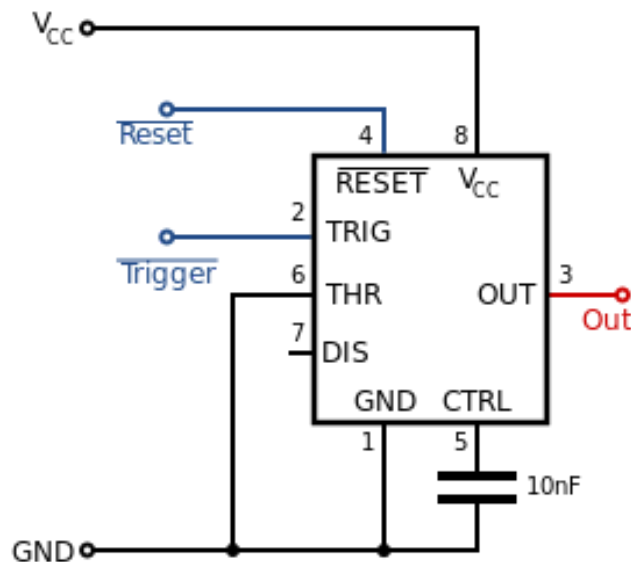 VCC
Reset
4
8
RESET
VCC
2
TRIG
Trigger
6
THR
OUT
3
Out
7
DIS
GND
CTRL
1
5
10nF
GND